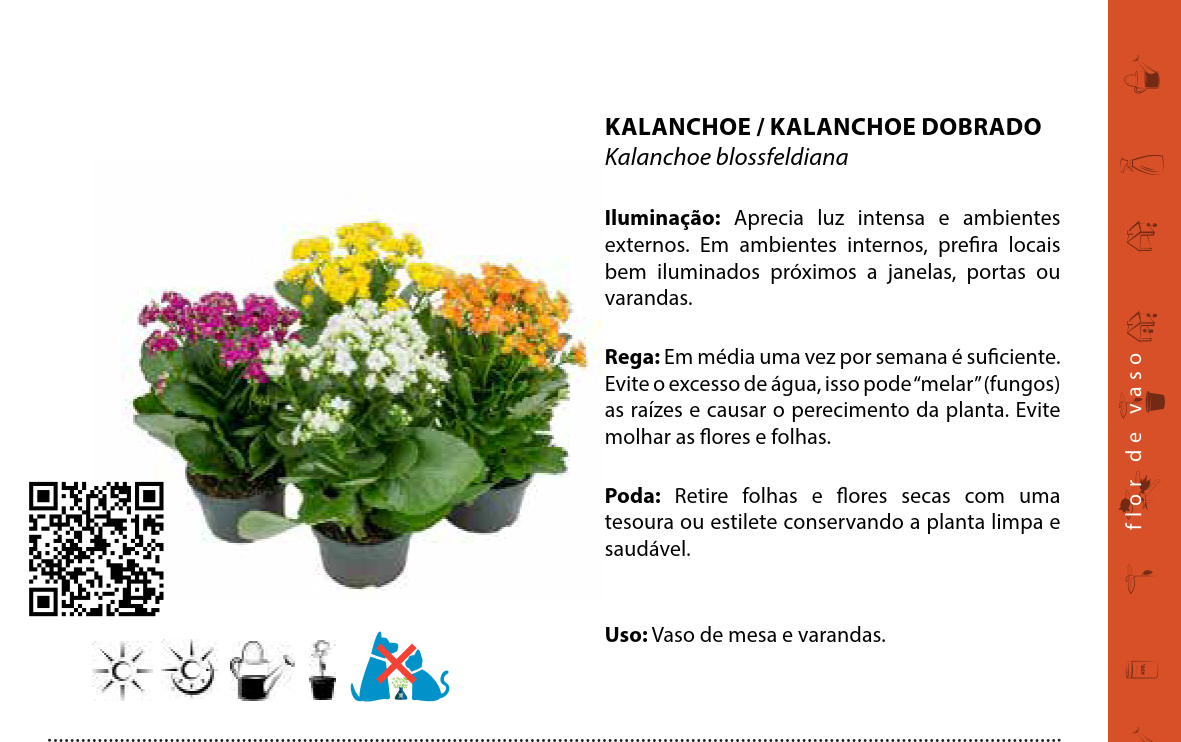 KALANCHOE / KALANCHOE DOBRADO
Kalanchoe blossfeldiana
Iluminação: Aprecia luz intensa e ambientes
externos. Em ambientes internos, prefira locais
bem iluminados próximos a janelas, portas ou
varandas.
Rega: Em média uma vez por semana é suficiente.
Evite o excesso de água, isso pode “melar” (fungos)
as raízes e causar o perecimento da planta. Evite
molhar as flores e folhas.
Poda: Retire folhas e flores secas com uma
tesoura ou estilete conservando a planta limpa e
saudável.
Uso: Vaso de mesa e varandas.
flor de vaso